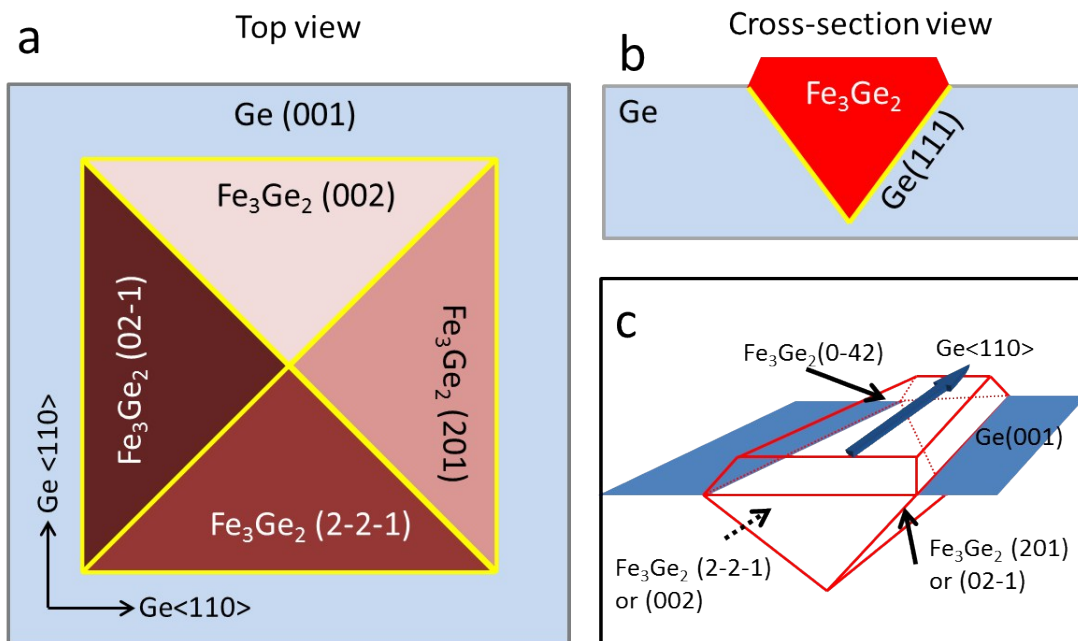 Top view
a
Ge (001)
Fe₃Ge₂ (002)
Fe₃Ge₂ (02-1)
Fe₃Ge₂ (201)
Fe₃Ge₂ (2-2-1)
Ge <110>
Ge<110>
Cross-section view
b
Ge
Fe₃Ge₂
Ge(111)
c
Fe₃Ge₂(0-42)
Ge<110>
Ge(001)
Fe₃Ge₂ (2-2-1)
or (002)
Fe₃Ge₂ (201)
or (02-1)